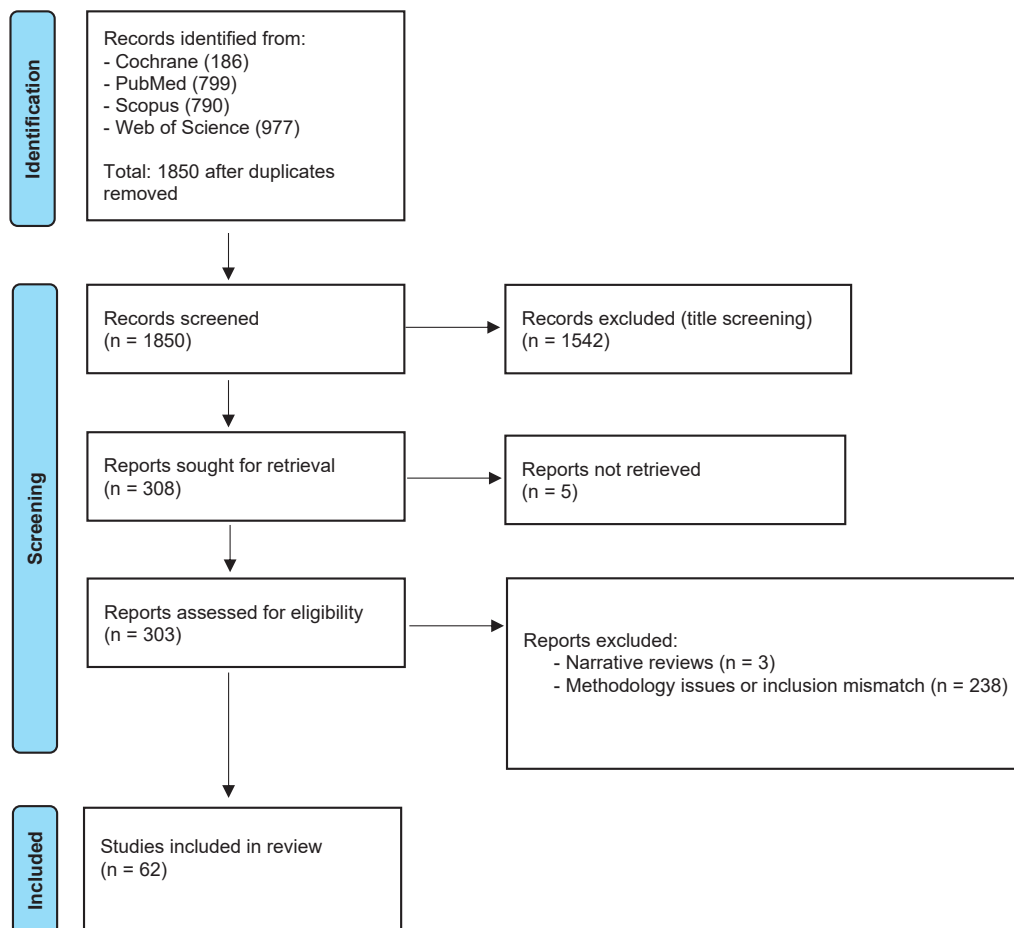 Identification
Records identified from:
- Cochrane (186)
- PubMed (799)
- Scopus (790)
- Web of Science (977)
Total: 1850 after duplicates
removed
Screening
Records screened
(n = 1850)
Records excluded (title screening)
(n = 1542)
Reports sought for retrieval
(n = 308)
Reports not retrieved
(n = 5)
Reports assessed for eligibility
(n = 303)
Reports excluded:
- Narrative reviews (n = 3)
- Methodology issues or inclusion mismatch (n = 238)
Included
Studies included in review
(n = 62)